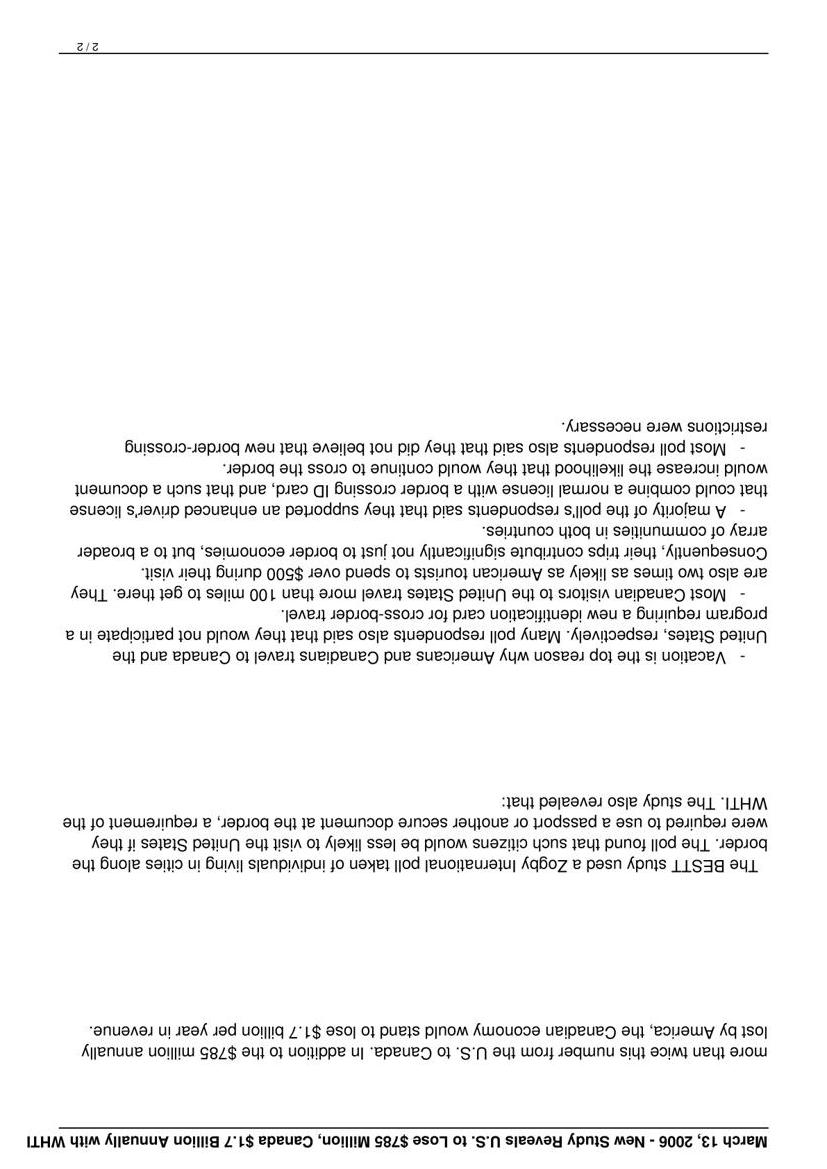 March 13, 2006 - New Study Reveals U.S. to Lose $785 Million, Canada $1.7 Billion Annually with WHTI
more than twice this number from the U.S. to Canada. In addition to the $785 million annually
lost by America, the Canadian economy would stand to lose $1.7 billion per year in revenue.
The BESTT study used a Zogby International poll taken of individuals living in cities along the
border. The poll found that such citizens would be less likely to visit the United States if they
were required to use a passport or another secure document at the border, a requirement of the
WHTI. The study also revealed that:
- Vacation is the top reason why Americans and Canadians travel to Canada and the
United States, respectively. Many poll respondents also said that they would not participate in a
program requiring a new identification card for cross-border travel.
- Most Canadian visitors to the United States travel more than 100 miles to get there. They
are also two times as likely as American tourists to spend over $500 during their visit.
Consequently, their trips contribute significantly not just to border economies, but to a broader
array of communities in both countries.
- A majority of the poll's respondents said that they supported an enhanced driver's license
that could combine a normal license with a border crossing ID card, and that such a document
would increase the likelihood that they would continue to cross the border.
- Most poll respondents also said that they did not believe that new border-crossing
restrictions were necessary.
2 / 2